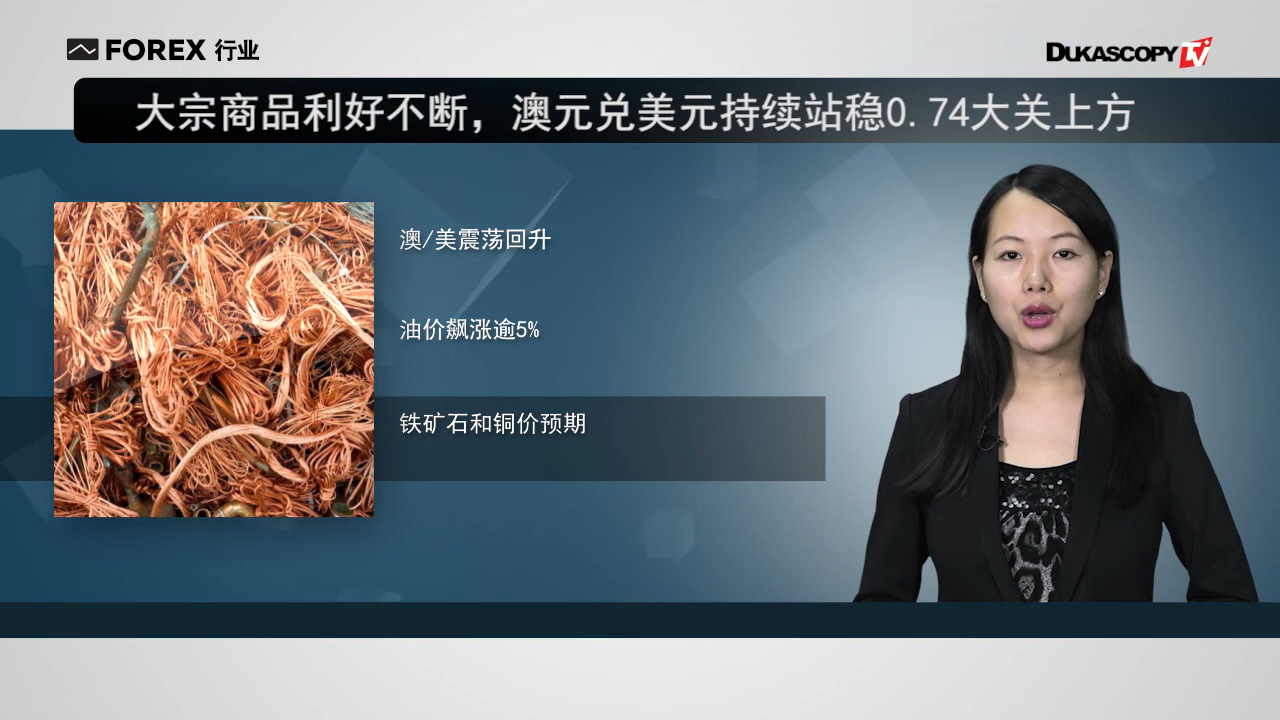 FOREX 行业
DUKASCOPY TV
大宗商品利好不断，澳元兑美元持续站稳0.74大关上方
澳/美震荡回升
油价飙涨逾5%
铁矿石和铜价预期